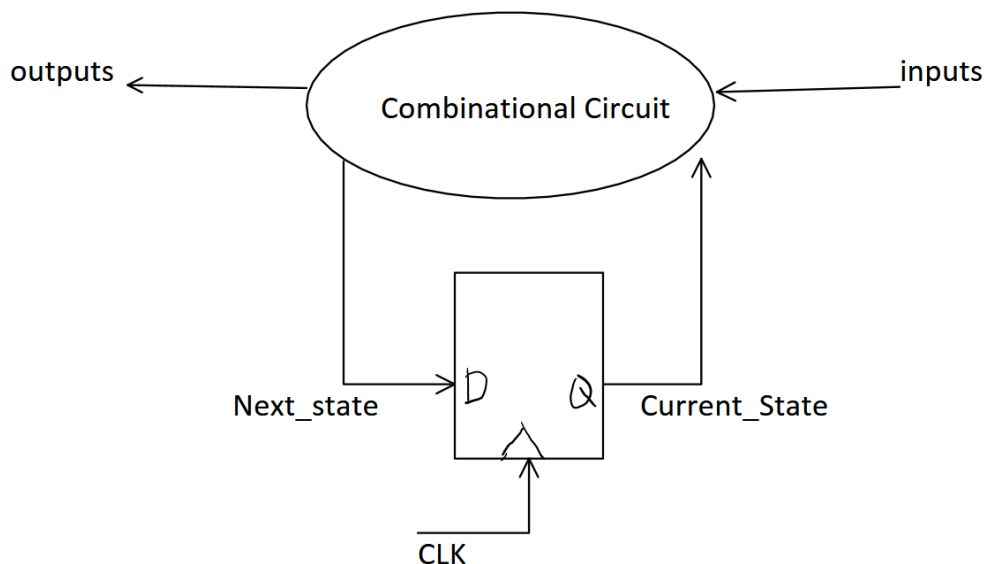 outputs
inputs
Combinational Circuit
D
Q
Next_state
Current_State
CLK